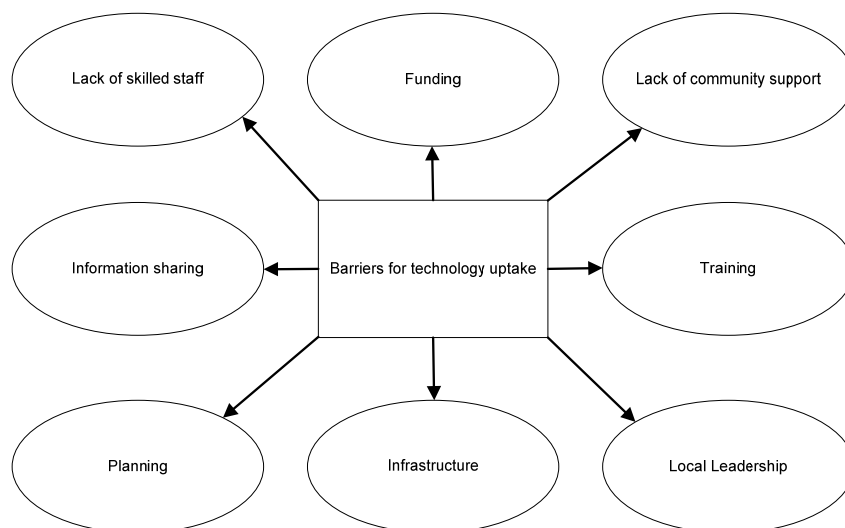 Lack of skilled staff
Funding
Lack of community support
Information sharing
Barriers for technology uptake
Training
Planning
Infrastructure
Local Leadership